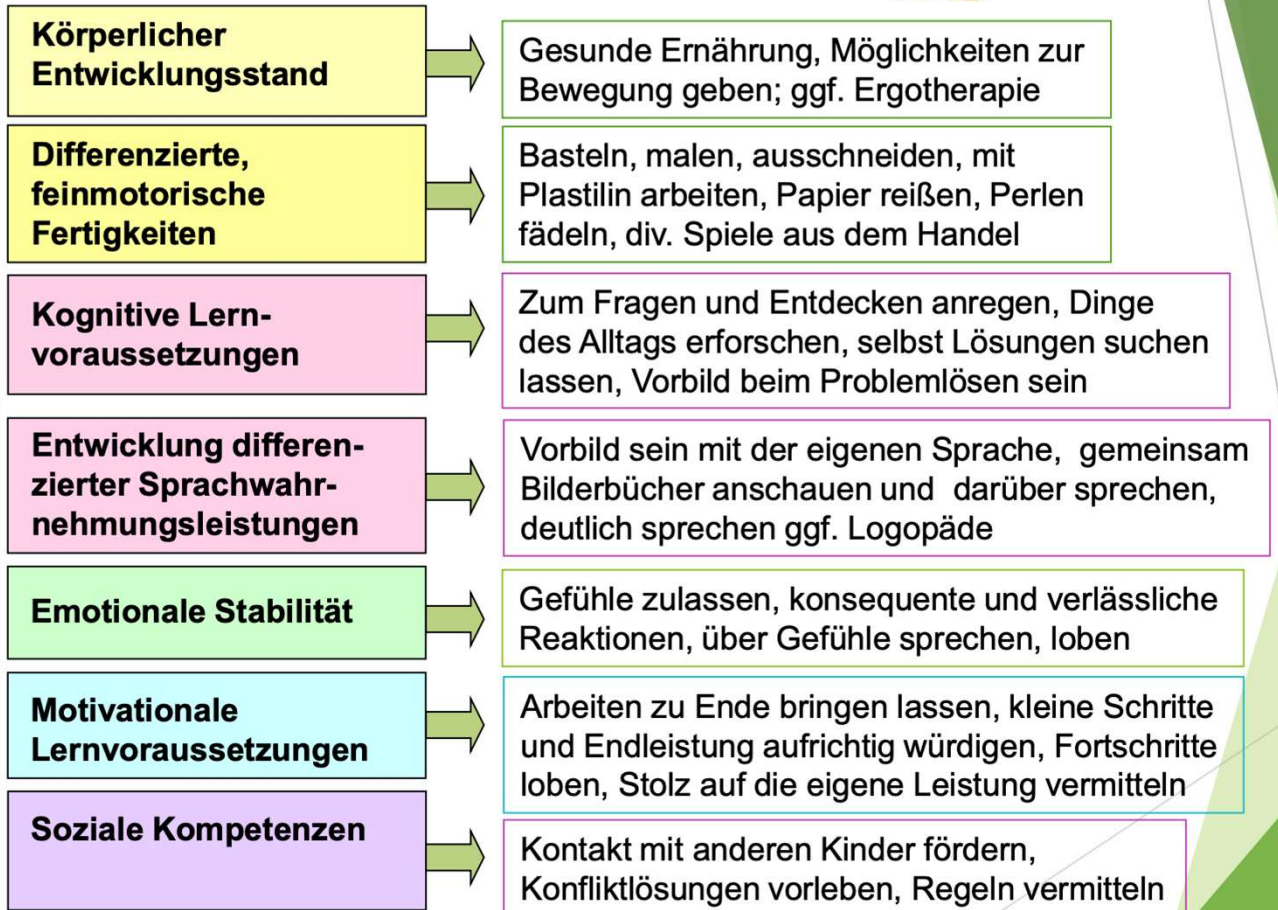 Körperlicher
Entwicklungsstand
Gesunde Ernährung, Möglichkeiten zur
Bewegung geben; ggf. Ergotherapie
Differenzierte,
feinmotorische
Fertigkeiten
Basteln, malen, ausschneiden, mit
Plastilin arbeiten, Papier reißen, Perlen
fädeln, div. Spiele aus dem Handel
Kognitive Lern-
voraussetzungen
Zum Fragen und Entdecken anregen, Dinge
des Alltags erforschen, selbst Lösungen suchen
lassen, Vorbild beim Problemlösen sein
Entwicklung differen-
zierter Sprachwahr-
nehmungsleistungen
Vorbild sein mit der eigenen Sprache, gemeinsam
Bilderbücher anschauen und darüber sprechen,
deutlich sprechen ggf. Logopäde
Emotionale Stabilität
Gefühle zulassen, konsequente und verlässliche
Reaktionen, über Gefühle sprechen, loben
Motivationale
Lernvoraussetzungen
Arbeiten zu Ende bringen lassen, kleine Schritte
und Endleistung aufrichtig würdigen, Fortschritte
loben, Stolz auf die eigene Leistung vermitteln
Soziale Kompetenzen
Kontakt mit anderen Kinder fördern,
Konfliktlösungen vorleben, Regeln vermitteln